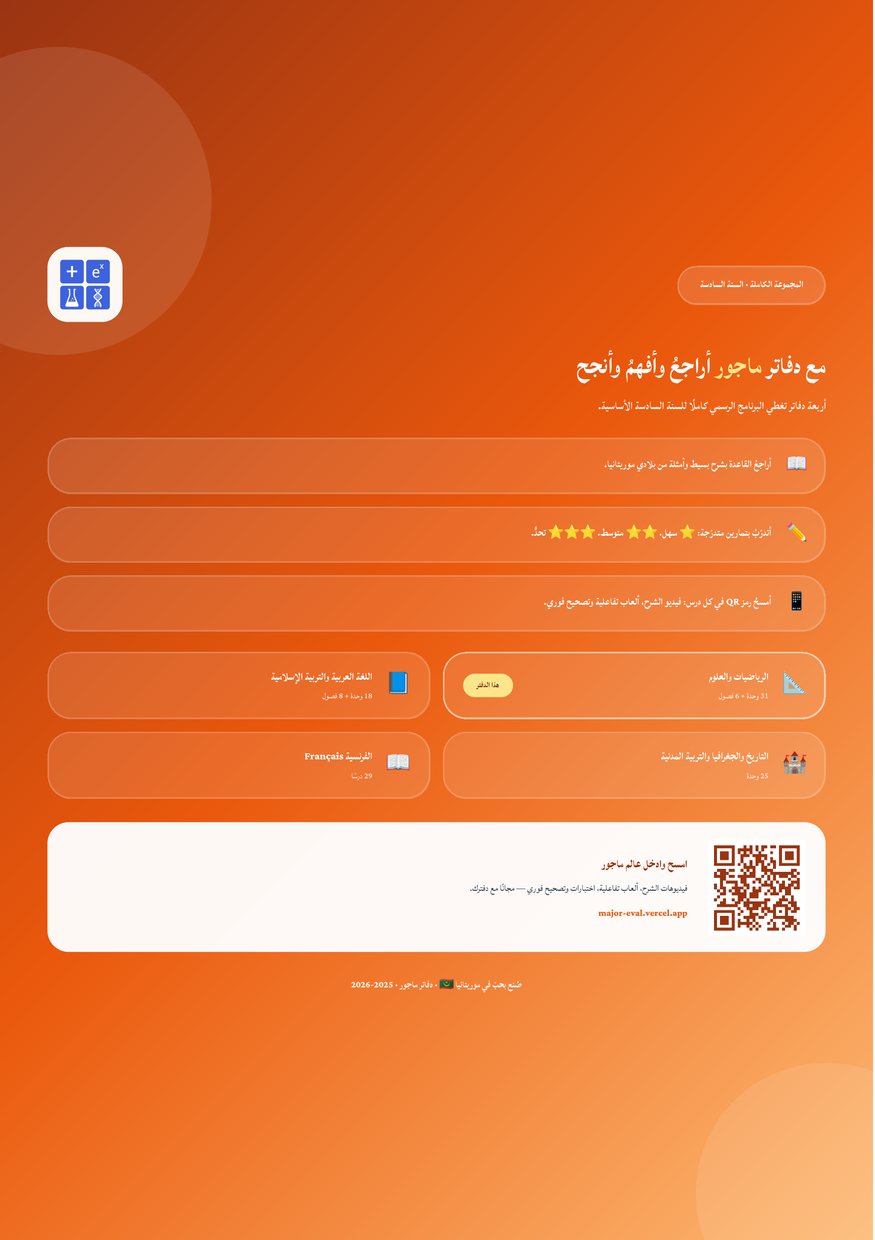 المجموعة الكاملة • السنة السادسة
+ eˣ
مع دفاتر ماجور أراجعُ وأفهمُ وأنجح
أربعة دفاتر تغطي البرنامج الرسمي كاملًا للسنة السادسة الأساسية.
📖 أراجعُ القاعدة بشرح بسيط وأمثلة من بلادي موريتانيا.
✏️ أتدرّبُ بتمارين متدرّجة: ⭐ سهل، ⭐⭐ متوسط، ⭐⭐⭐ تحدٍّ.
📱 أمسحُ رمز QR في كل درس: فيديو الشرح، ألعاب تفاعلية وتصحيح فوري.
📐 الرياضيات والعلوم
31 وحدة + 6 فصول
هذا الدفتر
📘 اللغة العربية والتربية الإسلامية
18 وحدة + 8 فصول
🏰 التاريخ والجغرافيا والتربية المدنية
25 وحدة
📖 الفرنسية Français
29 درسًا
امسح وادخل عالم ماجور
فيديوهات الشرح، ألعاب تفاعلية، اختبارات وتصحيح فوري — مجانًا مع دفترك.
major-eval.vercel.app
صُنع بحبّ في موريتانيا 🇲🇷 • دفاتر ماجور • 2025-2026